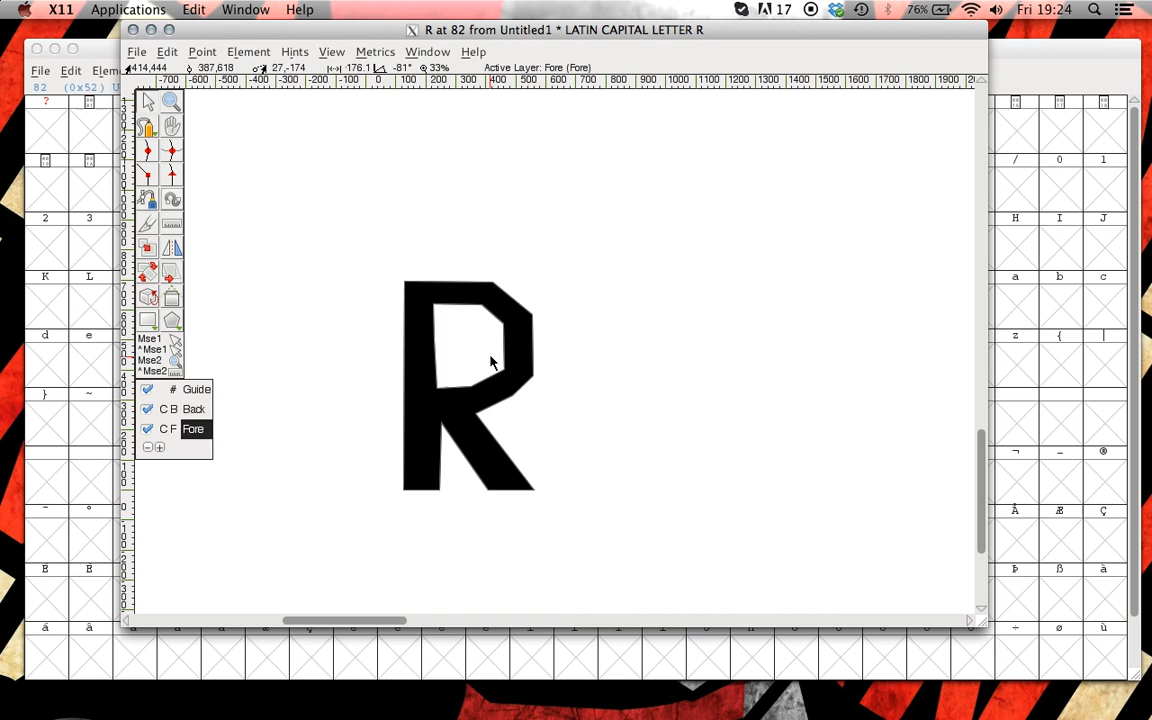 X11 Applications Edit Window Help 17 76% Fri 19:24
R at 82 from Untitled1 * LATIN CAPITAL LETTER R
File Edit Point Element Hints View Metrics Window Help
414,444 387,618 27,-174 176.1 -81° 33% Active Layer: Fore (Fore)
-700 -600 -500 -400 -300 -200 -100 0 100 200 300 400 500 600 700 800 900 1000 1100 1200 1300 1400 1500 1600 1700 1800 1900
File Edit
82 (0x52) U
?
/ 0 1
2 3 H I J
K L a b c
d e z { |
} ~
¬ – ®
- ° Å Æ Ç
Þ ß à
÷ ø ù
Mse1
^Mse1
Mse2
^Mse2
# Guide
C B Back
C F Fore
R